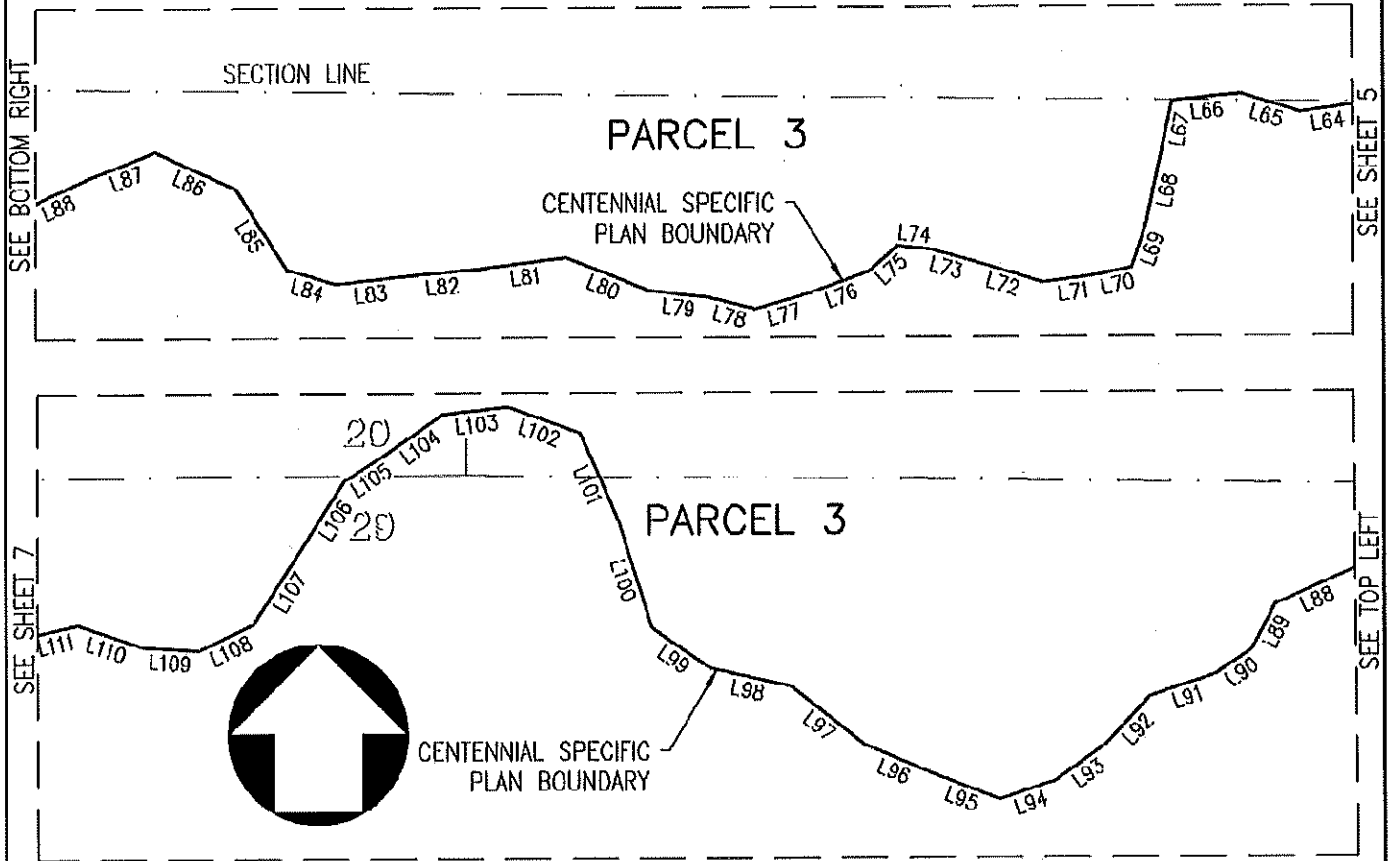 SEE BOTTOM RIGHT
SECTION LINE
PARCEL 3
CENTENNIAL SPECIFIC
PLAN BOUNDARY
SEE SHEET 5
L88
L87
L86
L85
L84
L83
L82
L81
L80
L79
L78
L77
L76
L75
L74
L73
L72
L71
L70
L69
L68
L67
L66
L65
L64
SEE SHEET 7
20
29
PARCEL 3
CENTENNIAL SPECIFIC
PLAN BOUNDARY
SEE TOP LEFT
L111
L110
L109
L108
L107
L106
L105
L104
L103
L102
L101
L100
L99
L98
L97
L96
L95
L94
L93
L92
L91
L90
L89
L88